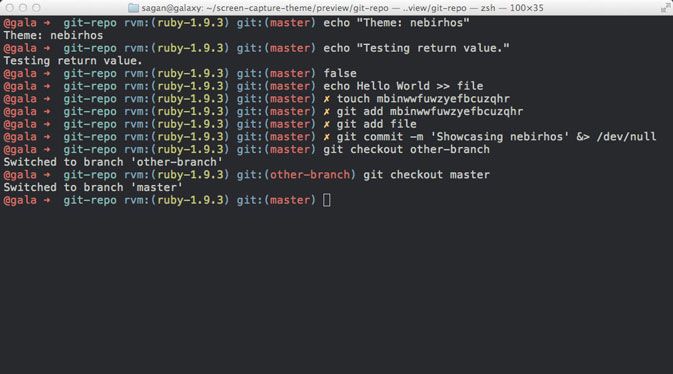 sagan@galaxy: ~/screen-capture-theme/preview/git-repo — ..view/git-repo — zsh — 100×35
@gala ➜  git-repo rvm:(ruby-1.9.3) git:(master) echo "Theme: nebirhos"
Theme: nebirhos
@gala ➜  git-repo rvm:(ruby-1.9.3) git:(master) echo "Testing return value."
Testing return value.
@gala ➜  git-repo rvm:(ruby-1.9.3) git:(master) false
@gala ➜  git-repo rvm:(ruby-1.9.3) git:(master) echo Hello World >> file
@gala ➜  git-repo rvm:(ruby-1.9.3) git:(master) ✗ touch mbinwwfuwzyefbcuzqhr
@gala ➜  git-repo rvm:(ruby-1.9.3) git:(master) ✗ git add mbinwwfuwzyefbcuzqhr
@gala ➜  git-repo rvm:(ruby-1.9.3) git:(master) ✗ git add file
@gala ➜  git-repo rvm:(ruby-1.9.3) git:(master) ✗ git commit -m 'Showcasing nebirhos' &> /dev/null
@gala ➜  git-repo rvm:(ruby-1.9.3) git:(master) git checkout other-branch
Switched to branch 'other-branch'
@gala ➜  git-repo rvm:(ruby-1.9.3) git:(other-branch) git checkout master
Switched to branch 'master'
@gala ➜  git-repo rvm:(ruby-1.9.3) git:(master)